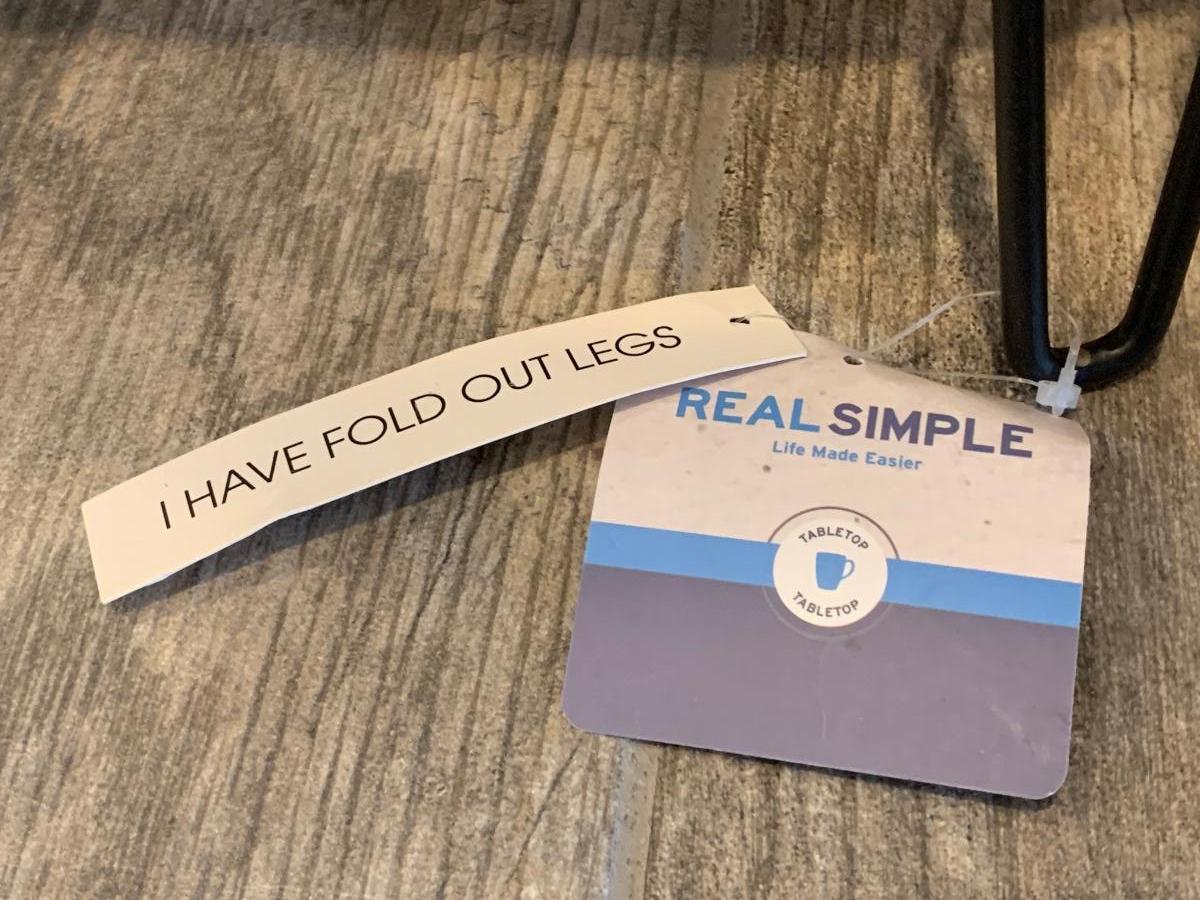 I HAVE FOLD OUT LEGS
REAL SIMPLE
Life Made Easier
TABLETOP
TABLETOP